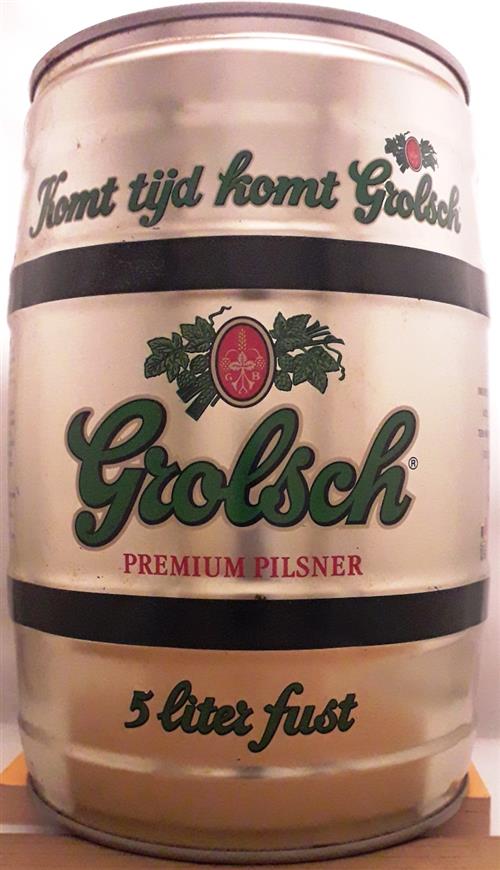 Komt tijd komt Grolsch
G B
Grolsch®
PREMIUM PILSNER
5 liter fust